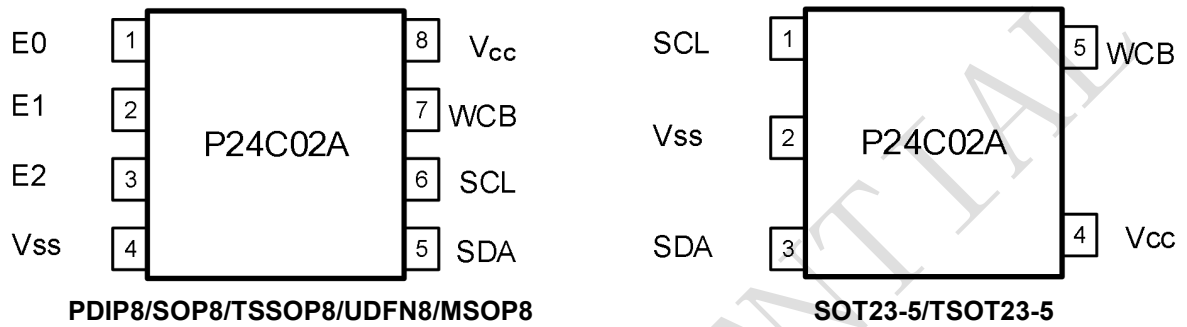 E0 1 8 Vcc
E1 2 7 WCB
P24C02A
E2 3 6 SCL
Vss 4 5 SDA
PDIP8/SOP8/TSSOP8/UDFN8/MSOP8
SCL 1 5 WCB
Vss 2 P24C02A
SDA 3 4 Vcc
SOT23-5/TSOT23-5
NTIAL